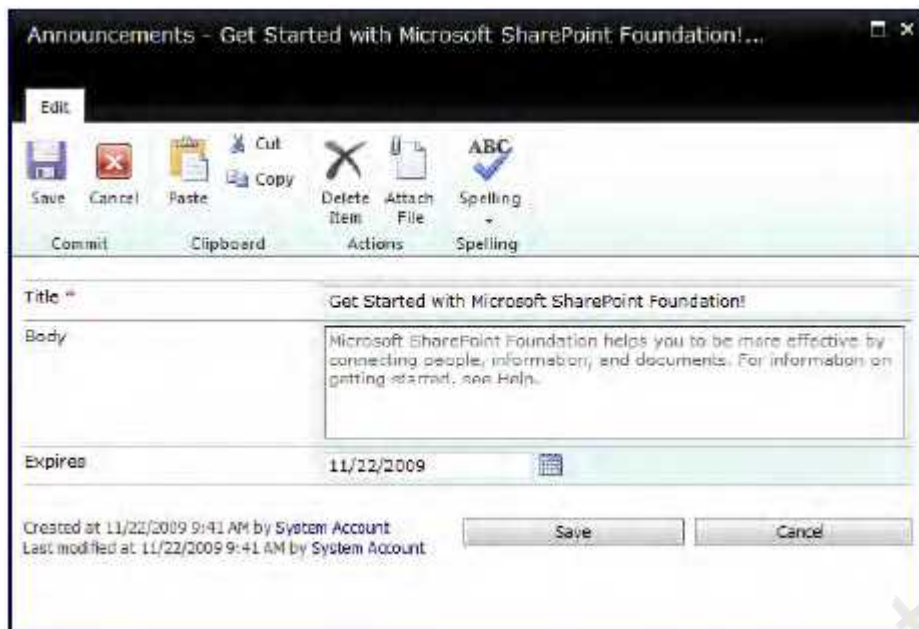 Announcements - Get Started with Microsoft SharePoint Foundation!...
Edit
Save
Cancel
Paste
Cut
Copy
Delete Item
Attach File
ABC
Spelling
Commit
Clipboard
Actions
Spelling
Title *
Get Started with Microsoft SharePoint Foundation!
Body
Microsoft SharePoint Foundation helps you to be more effective by
connecting people, information, and documents. For information on
getting started, see Help.
Expires
11/22/2009
Created at 11/22/2009 9:41 AM by System Account
Last modified at 11/22/2009 9:41 AM by System Account
Save
Cancel